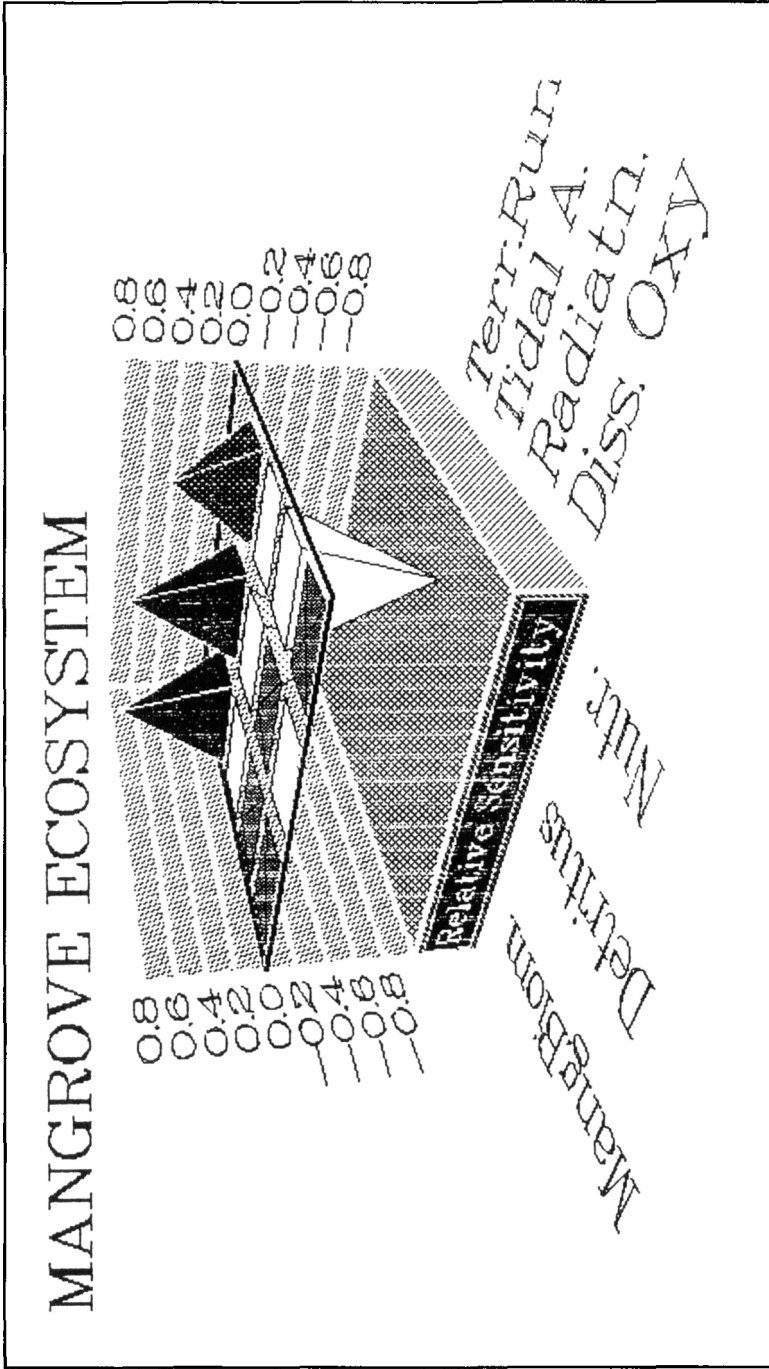 MANGROVE ECOSYSTEM
0.8
0.6
0.4
0.2
0.0
—0.2
—0.4
—0.6
—0.8
0.8
0.6
0.4
0.2
0.0
—0.2
—0.4
—0.6
—0.8
Relative Sensitivity
Mang.Biom.
Detritus
Nutr.
Terr.Run
Tidal A.
Radiatn.
Diss. Oxy